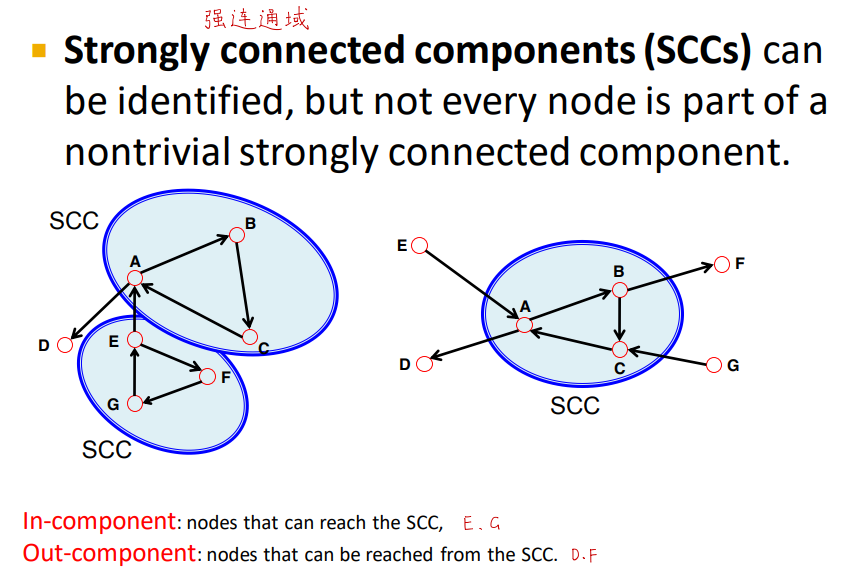 强连通域
Strongly connected components (SCCs) can
be identified, but not every node is part of a
nontrivial strongly connected component.
SCC
B
A
D
E
C
F
G
SCC
E
F
B
A
D
C
G
SCC
In-component: nodes that can reach the SCC, E、G
Out-component: nodes that can be reached from the SCC. D.F